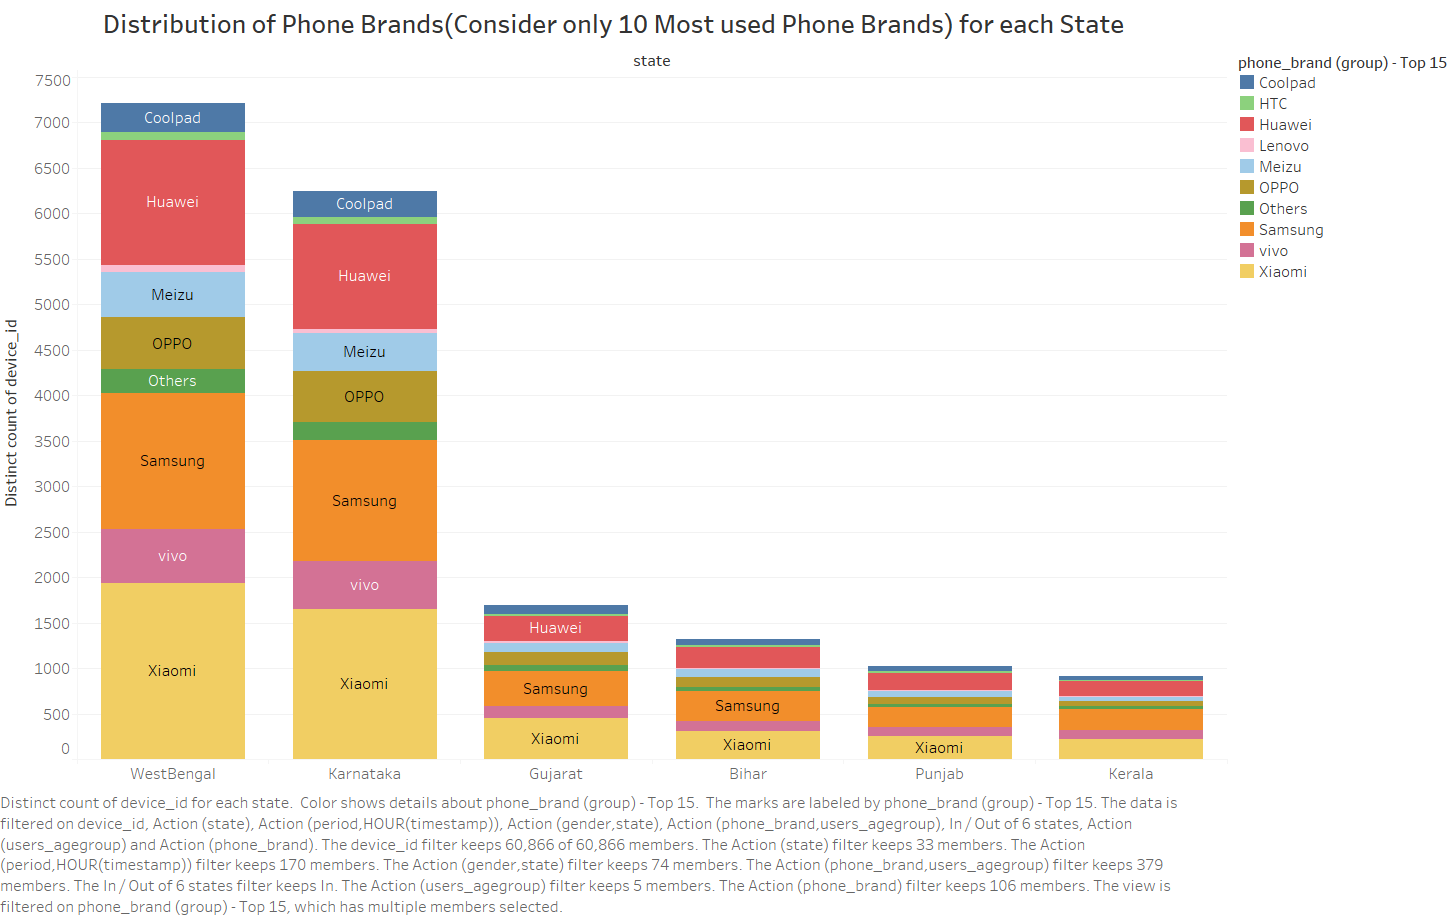 Distribution of Phone Brands(Consider only 10 Most used Phone Brands) for each State
state
phone_brand (group) - Top 15
Coolpad
HTC
Huawei
Lenovo
Meizu
OPPO
Others
Samsung
vivo
Xiaomi
Distinct count of device_id
7500
7000
6500
6000
5500
5000
4500
4000
3500
3000
2500
2000
1500
1000
500
0
Coolpad
Huawei
Meizu
OPPO
Others
Samsung
vivo
Xiaomi
Coolpad
Huawei
Meizu
OPPO
Samsung
vivo
Xiaomi
Huawei
Samsung
Xiaomi
Samsung
Xiaomi
Xiaomi
WestBengal
Karnataka
Gujarat
Bihar
Punjab
Kerala
Distinct count of device_id for each state.  Color shows details about phone_brand (group) - Top 15.  The marks are labeled by phone_brand (group) - Top 15. The data is
filtered on device_id, Action (state), Action (period,HOUR(timestamp)), Action (gender,state), Action (phone_brand,users_agegroup), In / Out of 6 states, Action
(users_agegroup) and Action (phone_brand). The device_id filter keeps 60,866 of 60,866 members. The Action (state) filter keeps 33 members. The Action
(period,HOUR(timestamp)) filter keeps 170 members. The Action (gender,state) filter keeps 74 members. The Action (phone_brand,users_agegroup) filter keeps 379
members. The In / Out of 6 states filter keeps In. The Action (users_agegroup) filter keeps 5 members. The Action (phone_brand) filter keeps 106 members. The view is
filtered on phone_brand (group) - Top 15, which has multiple members selected.